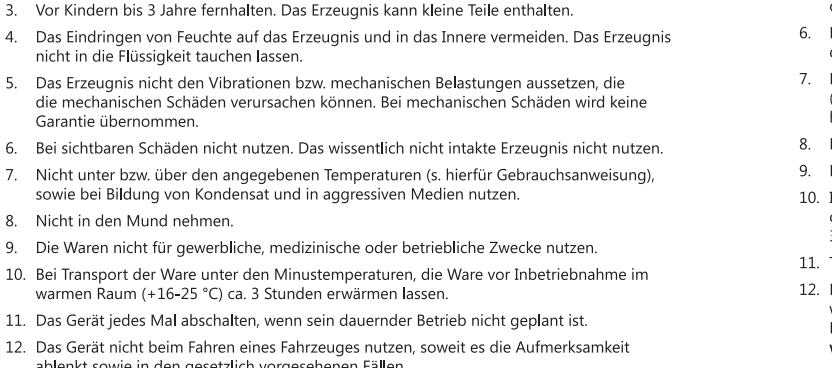 3. Vor Kindern bis 3 Jahre fernhalten. Das Erzeugnis kann kleine Teile enthalten.
4. Das Eindringen von Feuchte auf das Erzeugnis und in das Innere vermeiden. Das Erzeugnis
nicht in die Flüssigkeit tauchen lassen.
5. Das Erzeugnis nicht den Vibrationen bzw. mechanischen Belastungen aussetzen, die
die mechanischen Schäden verursachen können. Bei mechanischen Schäden wird keine
Garantie übernommen.
6. Bei sichtbaren Schäden nicht nutzen. Das wissentlich nicht intakte Erzeugnis nicht nutzen.
7. Nicht unter bzw. über den angegebenen Temperaturen (s. hierfür Gebrauchsanweisung),
sowie bei Bildung von Kondensat und in aggressiven Medien nutzen.
8. Nicht in den Mund nehmen.
9. Die Waren nicht für gewerbliche, medizinische oder betriebliche Zwecke nutzen.
10. Bei Transport der Ware unter den Minustemperaturen, die Ware vor Inbetriebnahme im
warmen Raum (+16-25 °C) ca. 3 Stunden erwärmen lassen.
11. Das Gerät jedes Mal abschalten, wenn sein dauernder Betrieb nicht geplant ist.
12. Das Gerät nicht beim Fahren eines Fahrzeuges nutzen, soweit es die Aufmerksamkeit
ablenkt sowie in den gesetzlich vorgesehenen Fällen.
6.
7.
8.
9.
10.
11.
12.